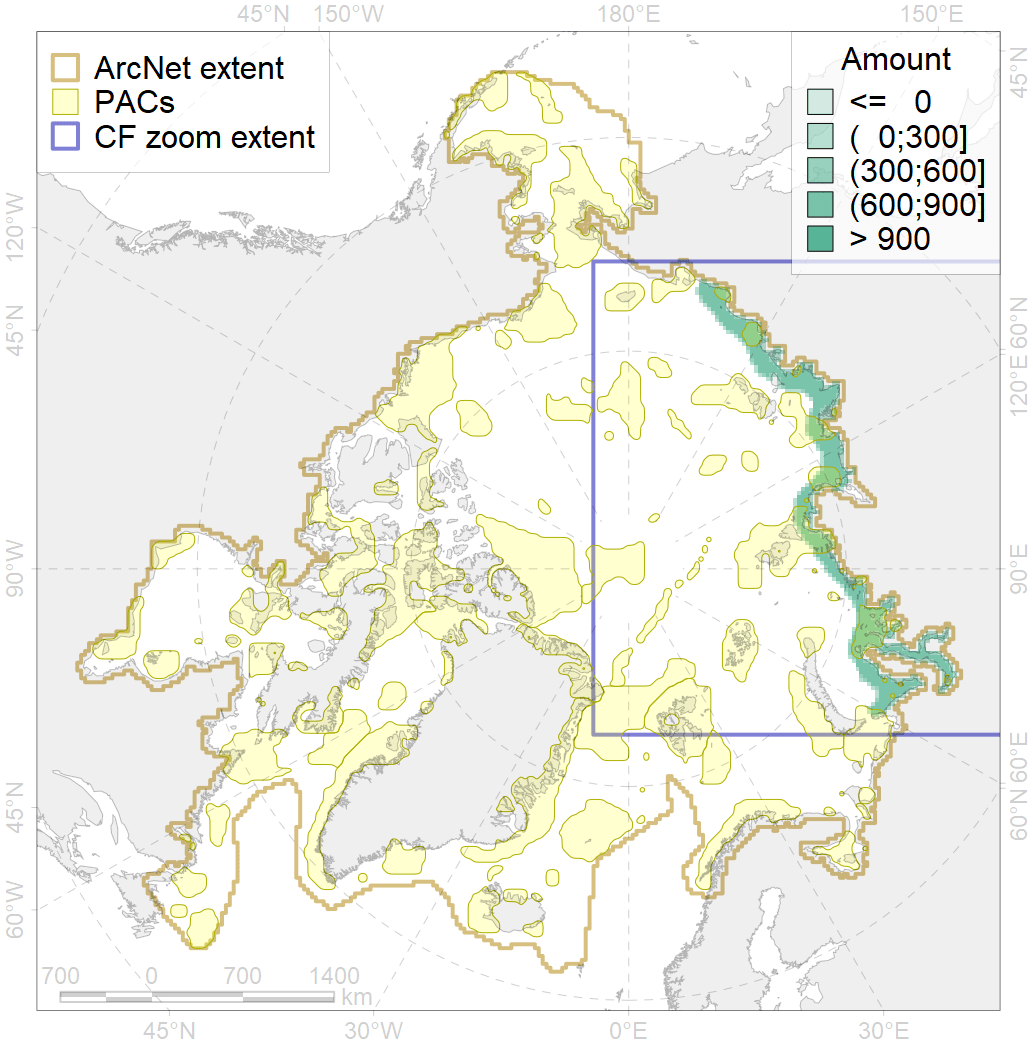 45°N 150°W 180°E 150°E
ArcNet extent
PACs
CF zoom extent
Amount
<= 0
( 0;300]
(300;600]
(600;900]
> 900
45°N
120°W
45°N
90°W
45°N
60°W
60°N
120°E
90°E
60°E
60°N
700 0 700 1400
km
45°N 30°W 0°E 30°E